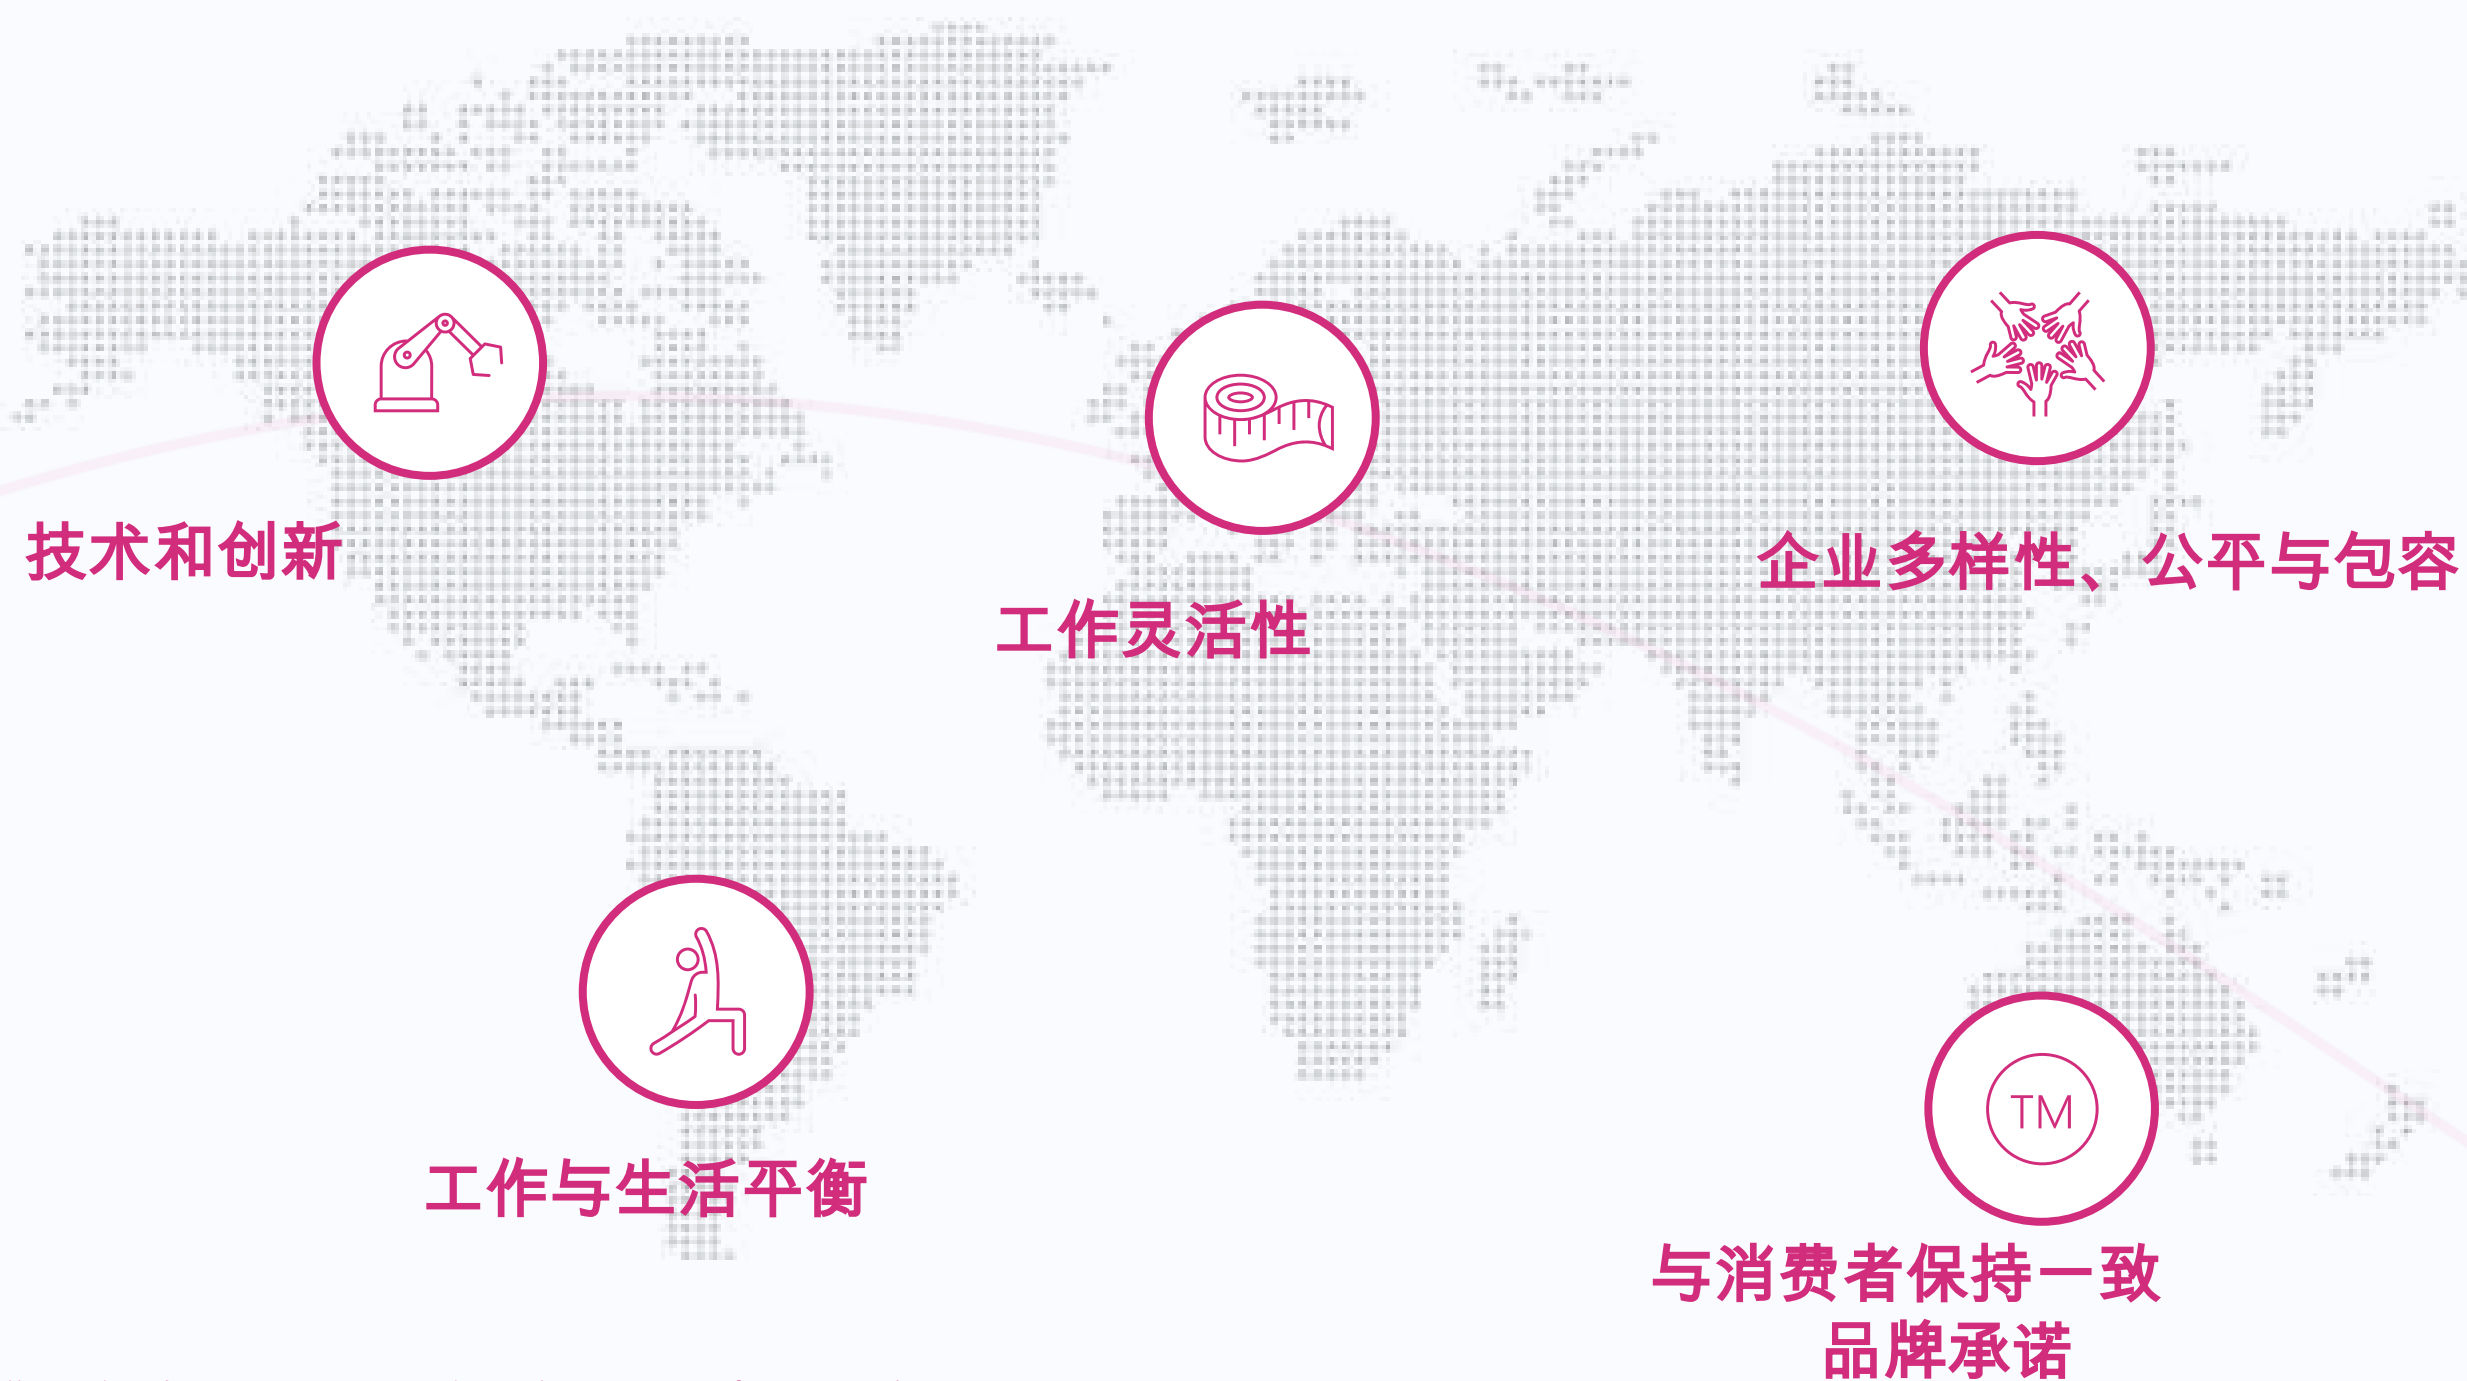 技术和创新
工作灵活性
企业多样性、公平与包容
工作与生活平衡
TM
与消费者保持一致
品牌承诺